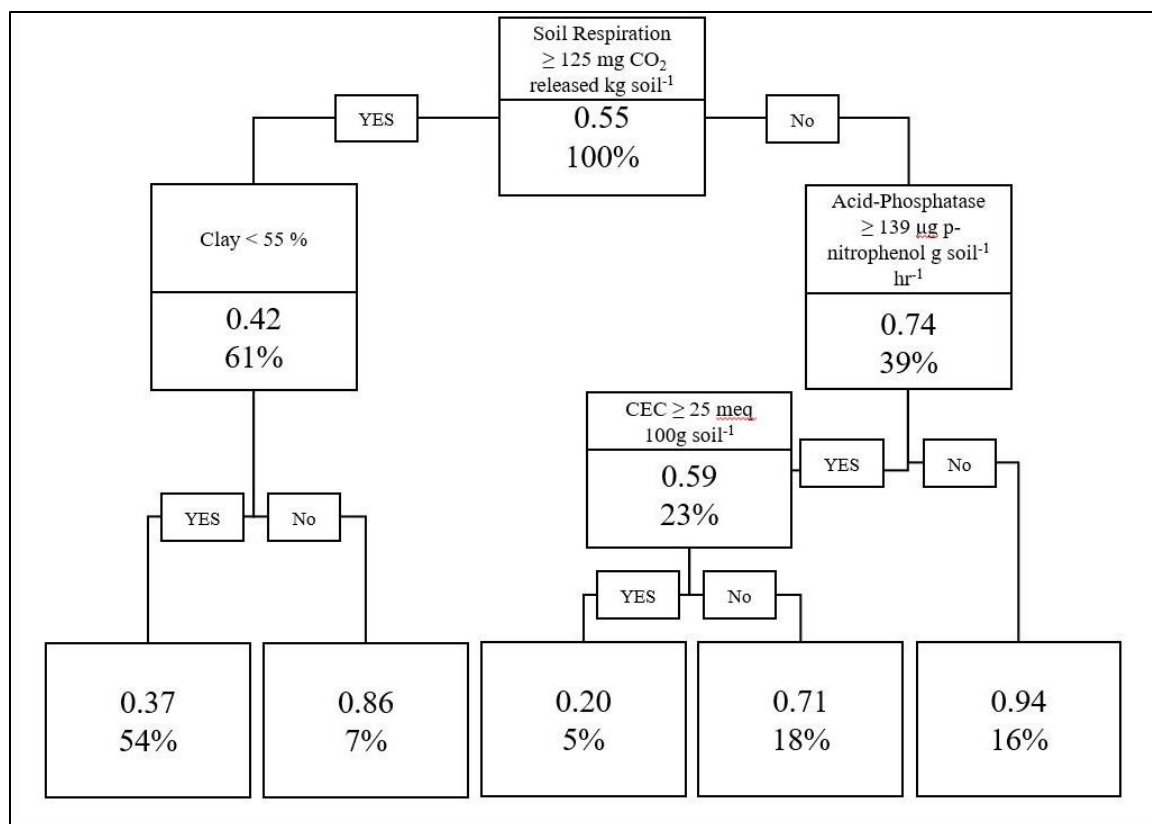 Soil Respiration
≥ 125 mg CO₂
released kg soil⁻¹
0.55
100%
YES
No
Clay < 55 %
0.42
61%
Acid-Phosphatase
≥ 139 µg p-
nitrophenol g soil⁻¹
hr⁻¹
0.74
39%
CEC ≥ 25 meq
100g soil⁻¹
0.59
23%
YES
No
YES
No
YES
No
0.37
54%
0.86
7%
0.20
5%
0.71
18%
0.94
16%